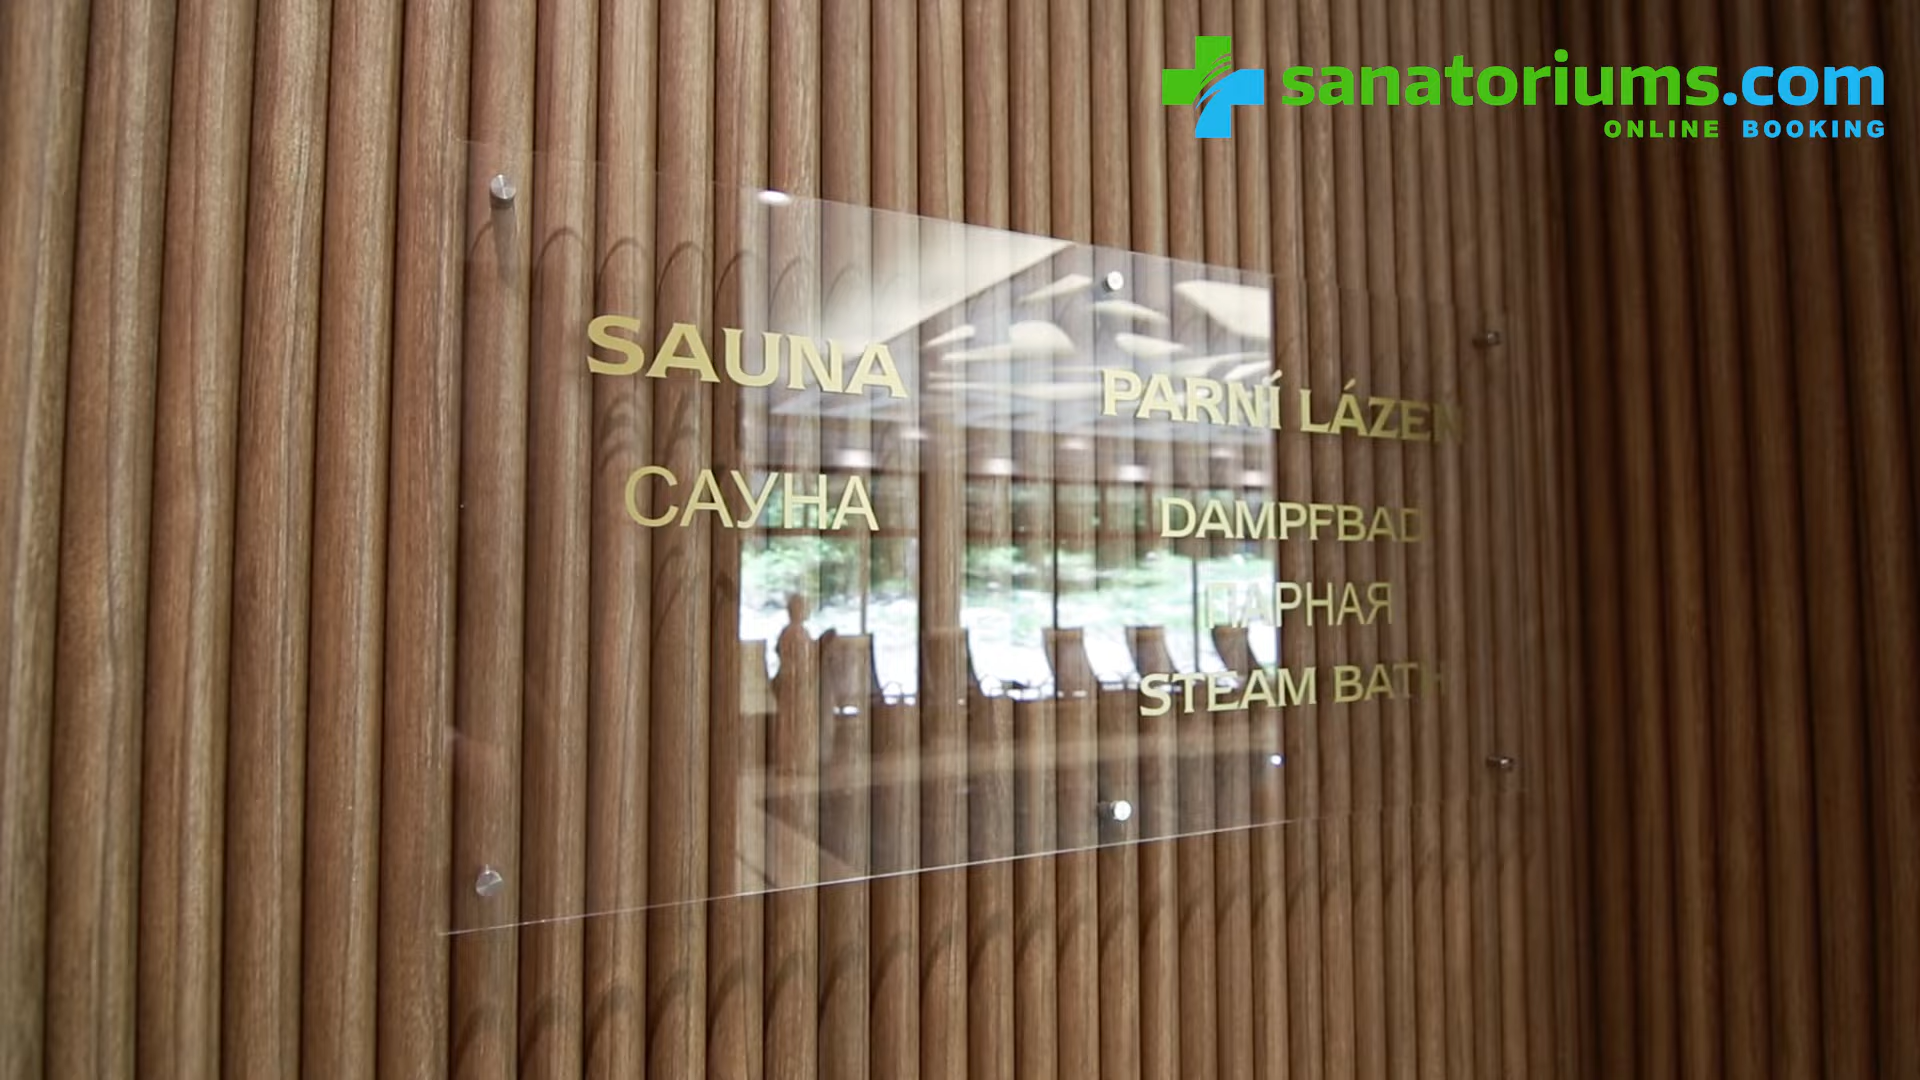 sanatoriums.com
ONLINE BOOKING
SAUNA
САУНА
PARNÍ LÁZEŇ
DAMPFBAD
ПАРНАЯ
STEAM BATH